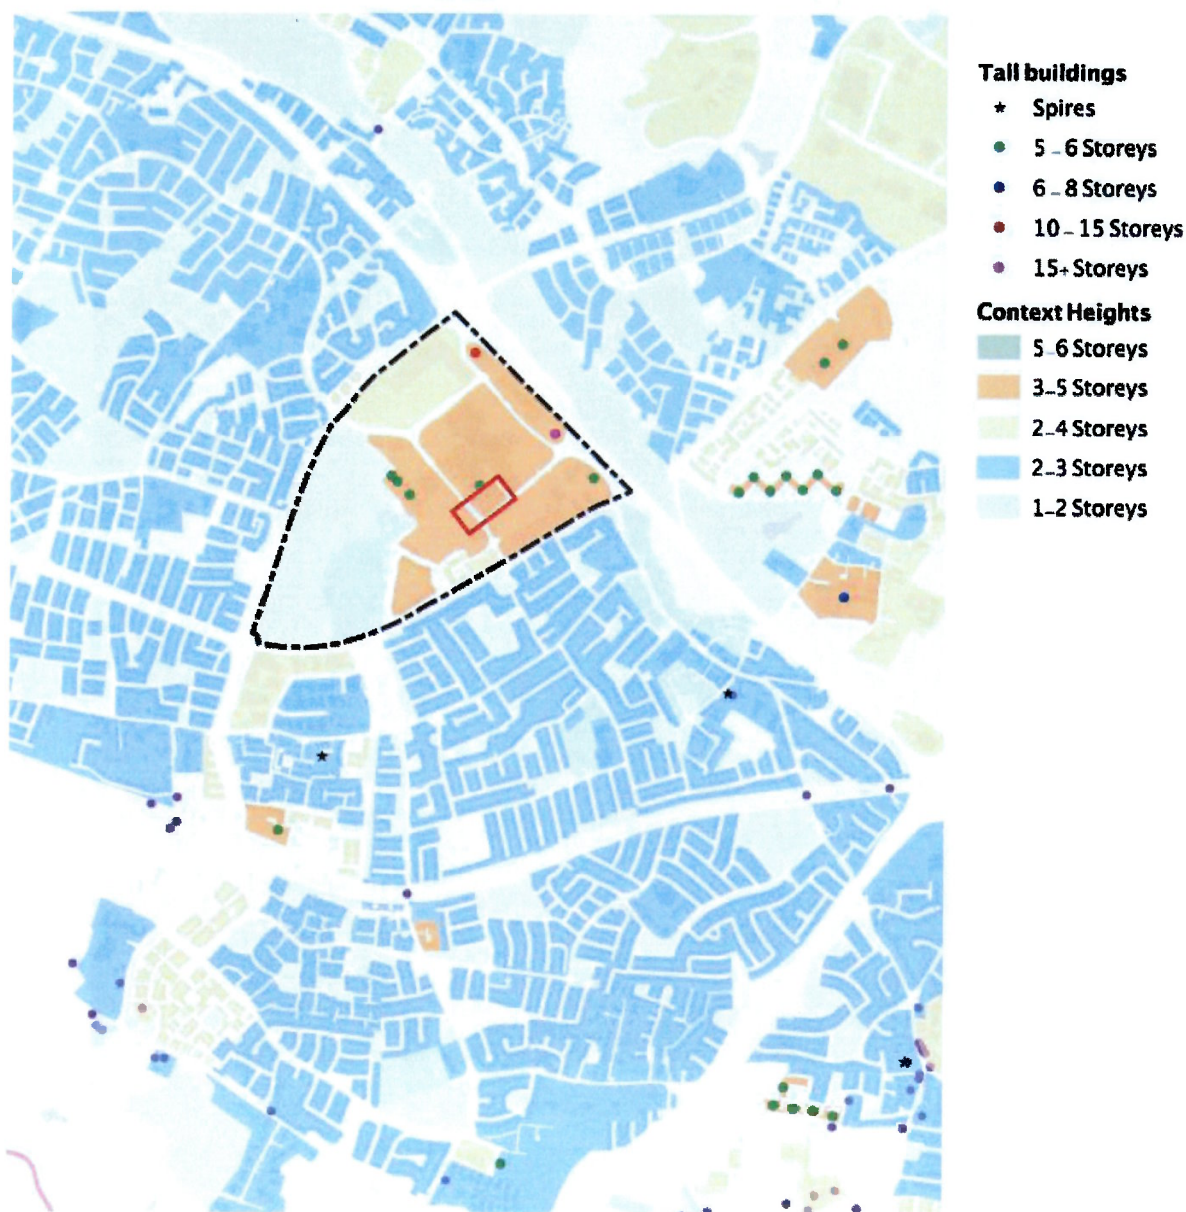 Tall buildings
Spires
5 – 6 Storeys
6 – 8 Storeys
10 – 15 Storeys
15+ Storeys
Context Heights
5–6 Storeys
3–5 Storeys
2–4 Storeys
2–3 Storeys
1–2 Storeys